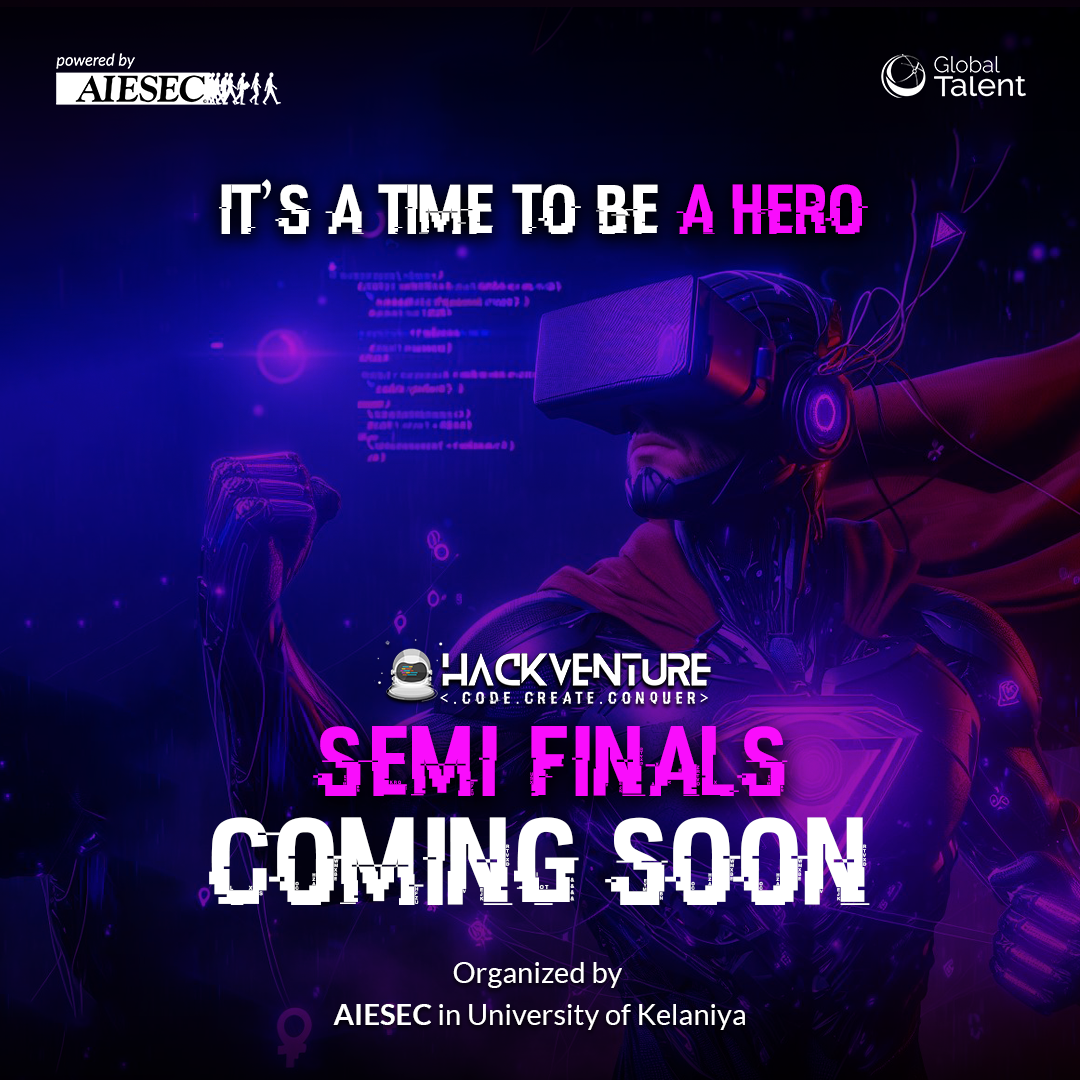 powered by
AIESEC
Global
Talent
IT'S A TIME TO BE A HERO
HACKVENTURE
<.CODE.CREATE.CONQUER>
SEMI FINALS
COMING SOON
Organized by
AIESEC in University of Kelaniya